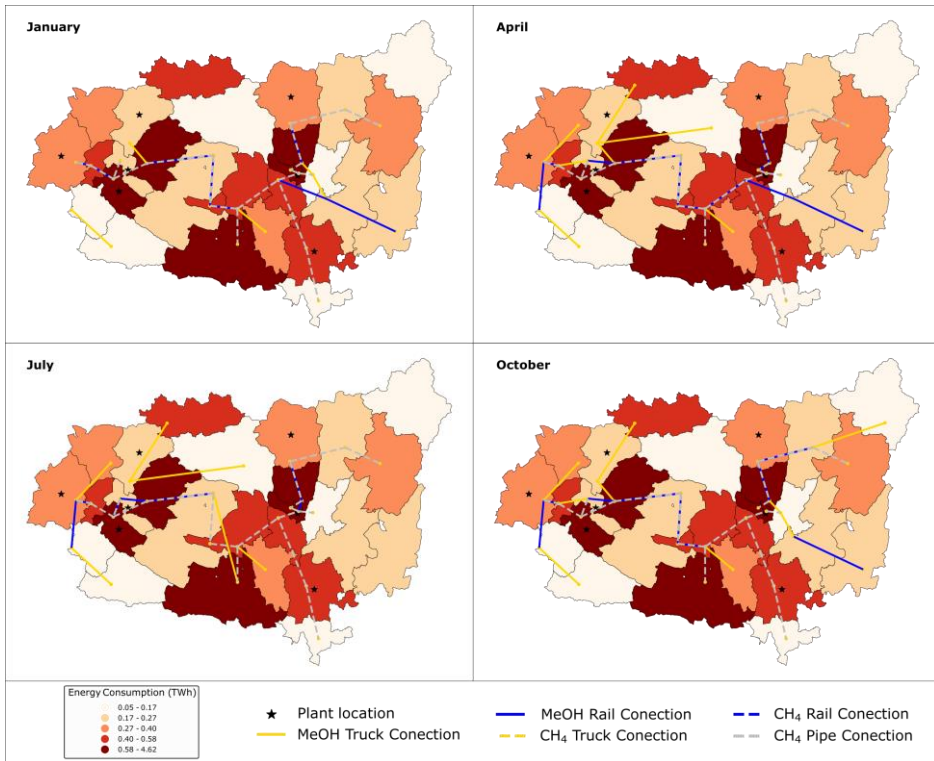 January
April
July
October
Energy Consumption (TWh)
0.05 - 0.17
0.17 - 0.27
0.27 - 0.40
0.40 - 0.58
0.58 - 4.62
Plant location
MeOH Truck Conection
MeOH Rail Conection
CH₄ Truck Conection
CH₄ Rail Conection
CH₄ Pipe Conection